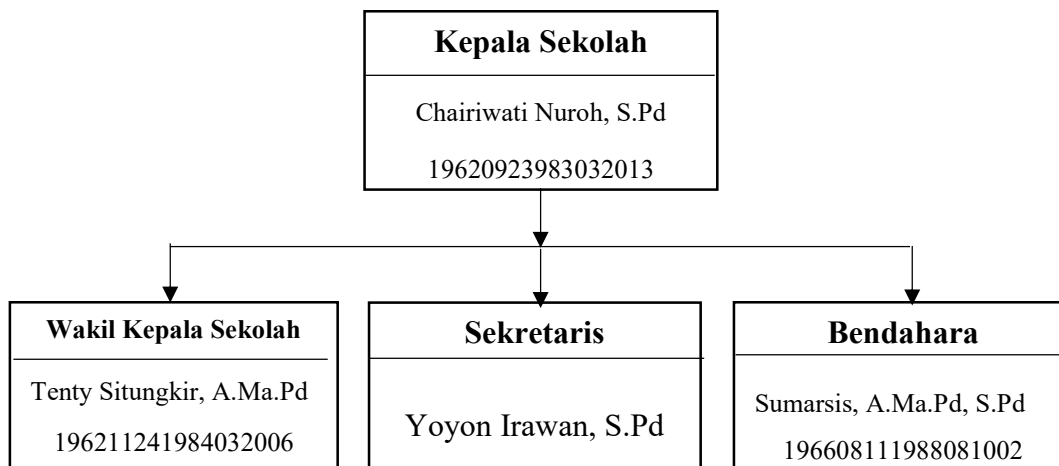 Kepala Sekolah
Chairiwati Nuroh, S.Pd
19620923983032013
Wakil Kepala Sekolah
Tenty Situngkir, A.Ma.Pd
196211241984032006
Sekretaris
Yoyon Irawan, S.Pd
Bendahara
Sumarsis, A.Ma.Pd, S.Pd
196608111988081002